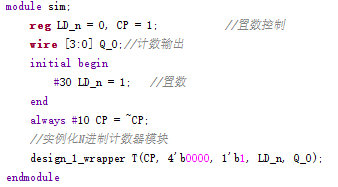 module sim;
reg LD_n = 0, CP = 1; //置数控制
wire [3:0] Q_0;//计数输出
initial begin
#30 LD_n = 1; //置数
end
always #10 CP = ~CP;
//实例化N进制计数器模块
design_1_wrapper T(CP, 4'b0000, 1'b1, LD_n, Q_0);
endmodule